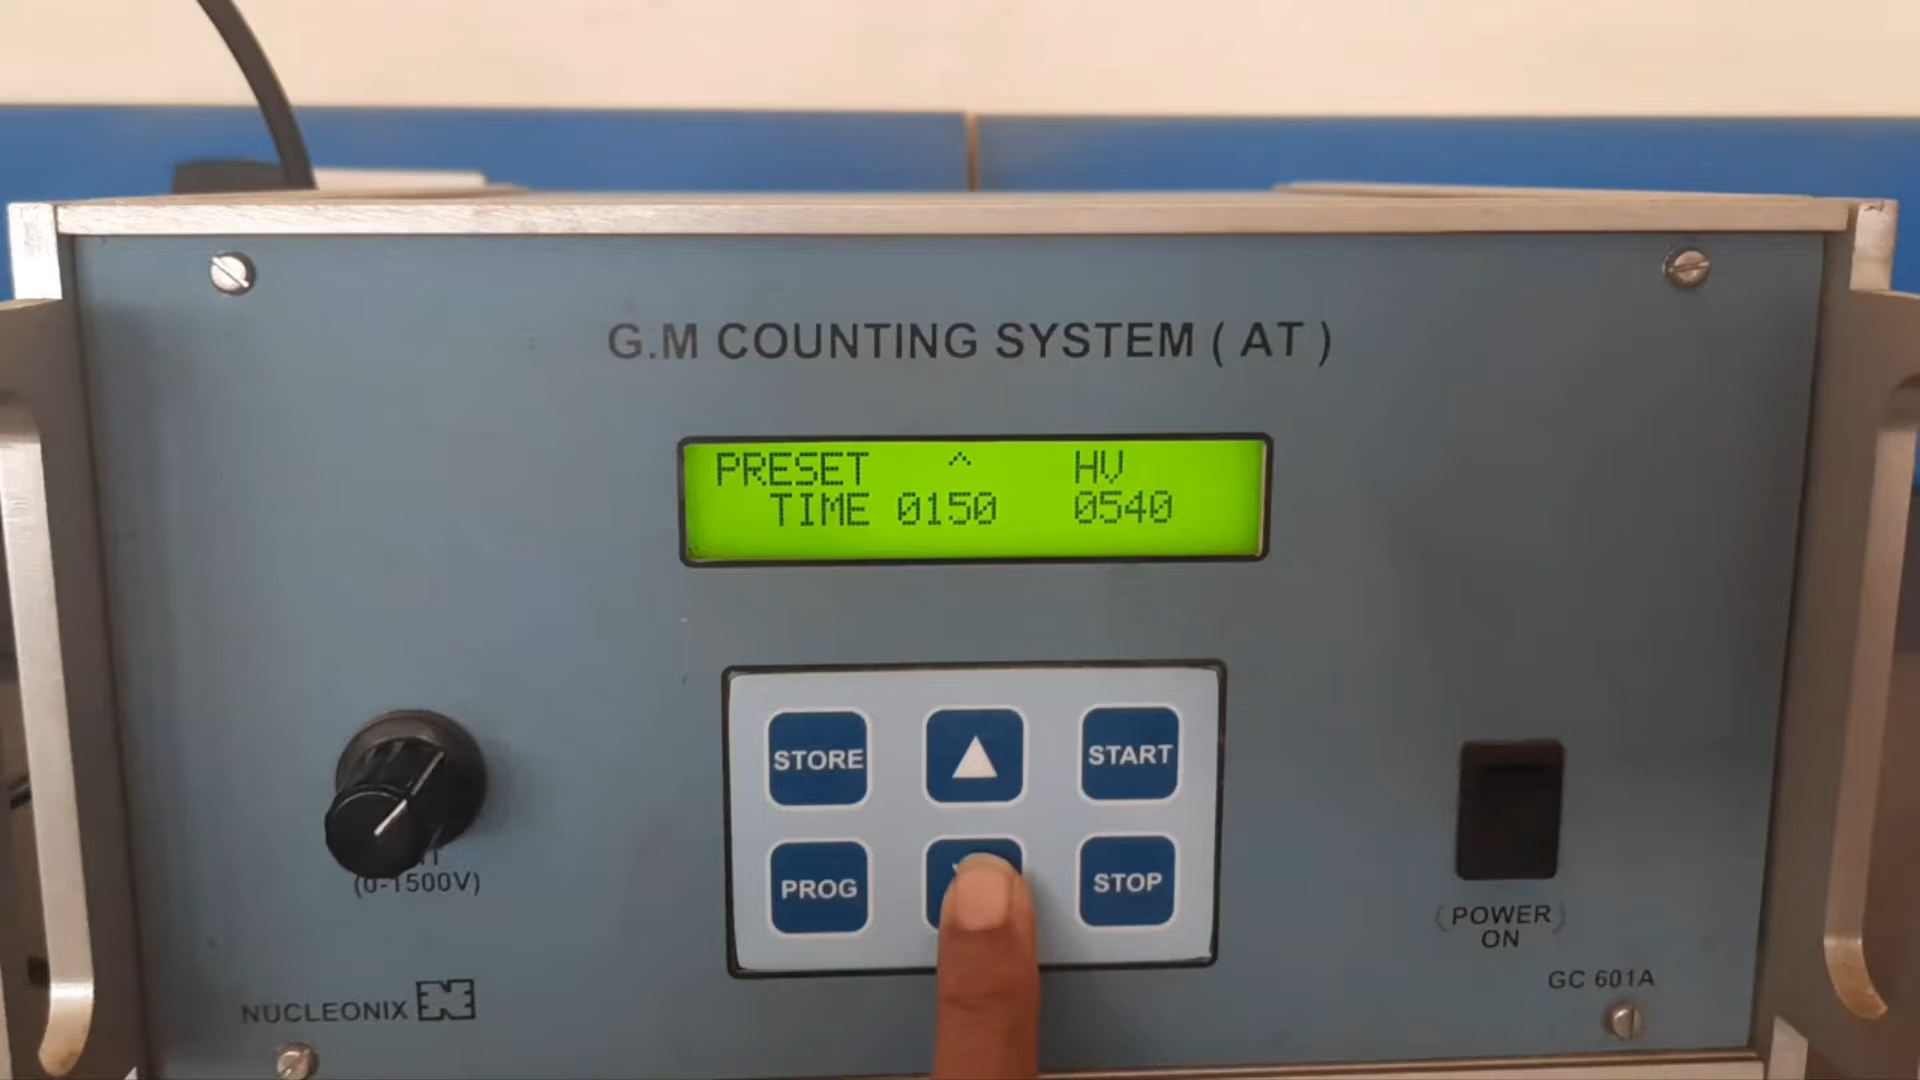 G.M COUNTING SYSTEM ( AT )
PRESET ^ HV
TIME 0150 0540
STORE ▲ START
PROG STOP
(0-1500V)
(POWER)
ON
GC 601A
NUCLEONIX